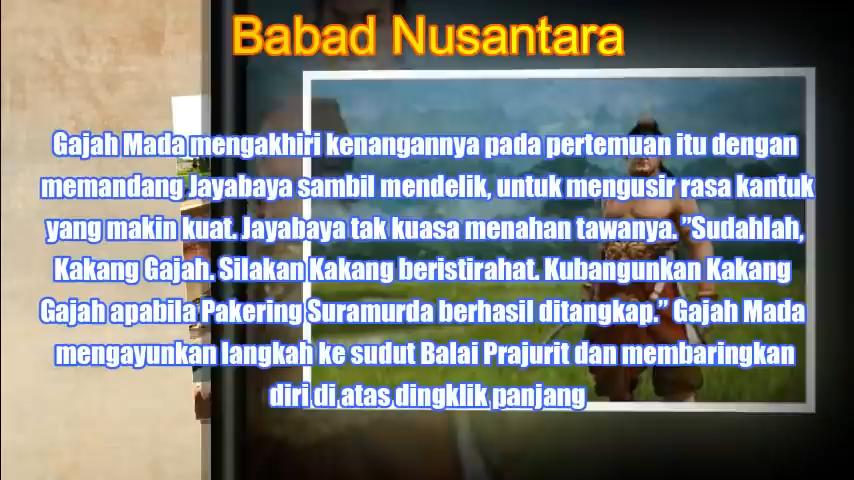 Babad Nusantara
Gajah Mada mengakhiri kenangannya pada pertemuan itu dengan
memandang Jayabaya sambil mendelik, untuk mengusir rasa kantuk
yang makin kuat. Jayabaya tak kuasa menahan tawanya. ”Sudahlah,
Kakang Gajah. Silakan Kakang beristirahat. Kubangunkan Kakang
Gajah apabila Pakering Suramurda berhasil ditangkap.” Gajah Mada
mengayunkan langkah ke sudut Balai Prajurit dan membaringkan
diri di atas dingklik panjang